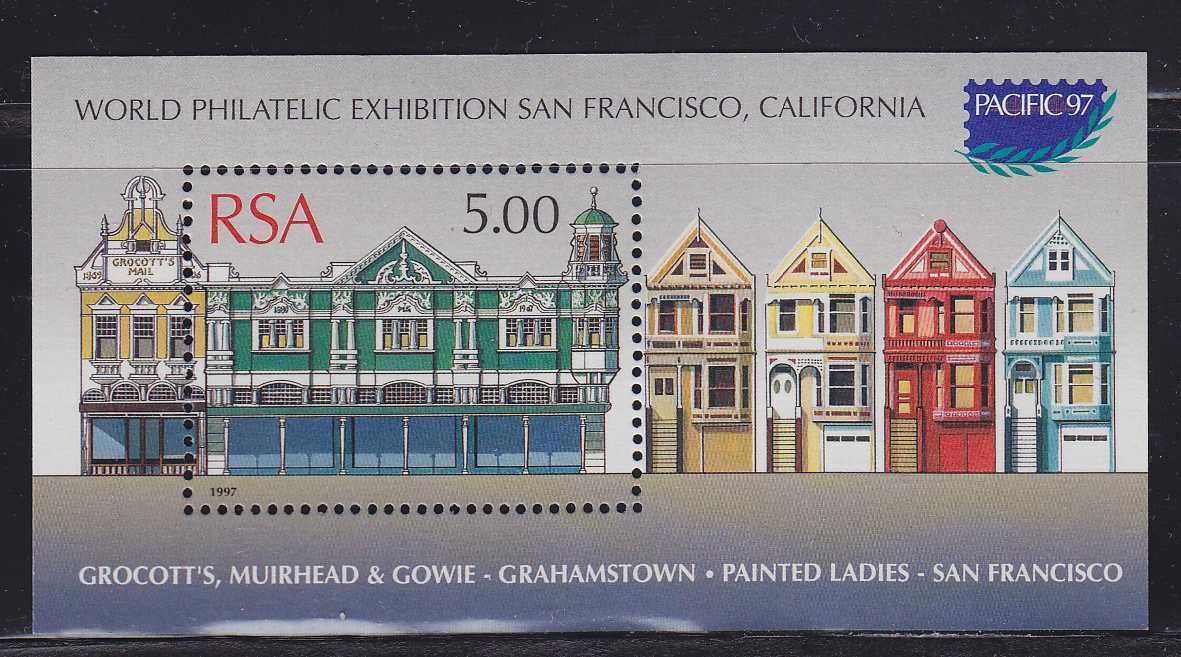 WORLD PHILATELIC EXHIBITION SAN FRANCISCO, CALIFORNIA
PACIFIC 97
RSA
5.00
GROCOTT'S
MAIL
1869
1997
GROCOTT'S, MUIRHEAD & GOWIE - GRAHAMSTOWN • PAINTED LADIES - SAN FRANCISCO